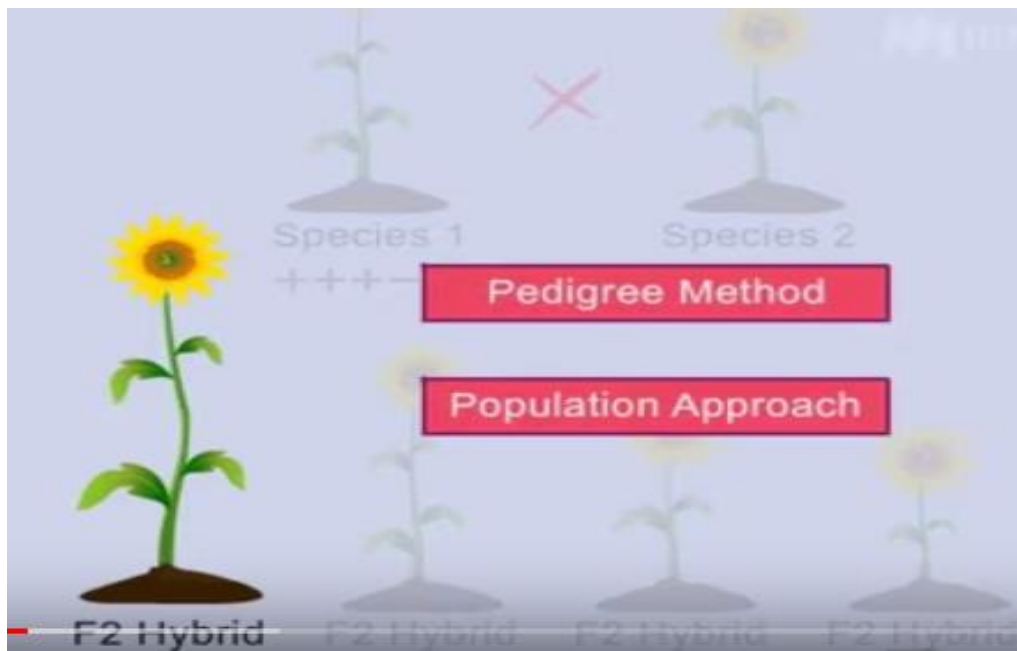 Species 1
Species 2
+++−
Pedigree Method
Population Approach
F2 Hybrid
F2 Hybrid
F2 Hybrid
F2 Hybrid